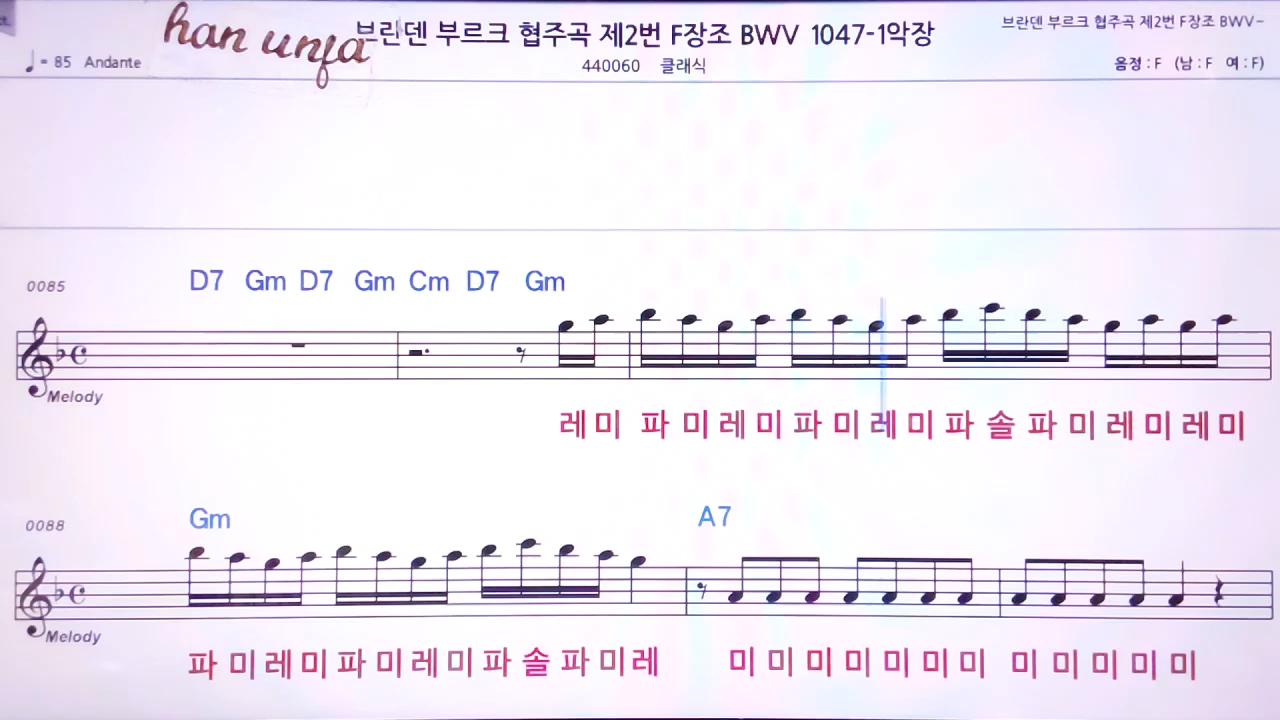 han unfa
브란덴 부르크 협주곡 제2번 F장조 BWV 1047-1악장
브란덴 부르크 협주곡 제2번 F장조 BWV-
♩= 85 Andante
440060 클래식
음정 : F (남 : F 여 : F)
0085
D7 Gm D7 Gm Cm D7 Gm
Melody
레 미 파 미 레 미 파 미 레 미 파 솔 파 미 레 미 레 미
0088
Gm A7
Melody
파 미 레 미 파 미 레 미 파 솔 파 미 레 미 미 미 미 미 미 미 미 미 미 미 미